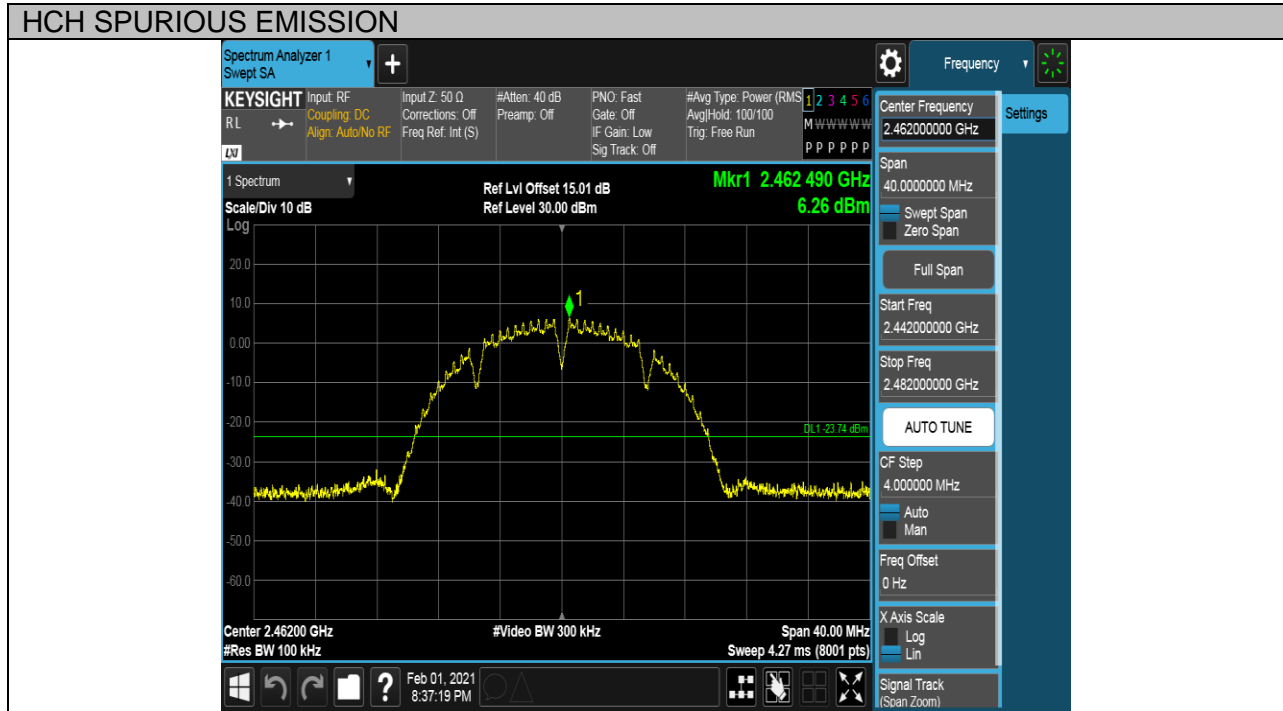 HCH SPURIOUS EMISSION
Spectrum Analyzer 1
Swept SA
+
Frequency
KEYSIGHT
RL
LXI
Input: RF
Coupling: DC
Align: Auto/No RF
Input Z: 50 Ω
Corrections: Off
Freq Ref: Int (S)
#Atten: 40 dB
Preamp: Off
PNO: Fast
Gate: Off
IF Gain: Low
Sig Track: Off
#Avg Type: Power (RMS
Avg|Hold: 100/100
Trig: Free Run
1 2 3 4 5 6
M W W W W W
P P P P P P
1 Spectrum
Scale/Div 10 dB
Ref Lvl Offset 15.01 dB
Ref Level 30.00 dBm
Mkr1 2.462 490 GHz
6.26 dBm
Log
20.0
10.0
0.00
-10.0
-20.0
-30.0
-40.0
-50.0
-60.0
1
DL1 -23.74 dBm
Center 2.46200 GHz
#Res BW 100 kHz
#Video BW 300 kHz
Span 40.00 MHz
Sweep 4.27 ms (8001 pts)
?
Feb 01, 2021
8:37:19 PM
Center Frequency
2.462000000 GHz
Settings
Span
40.0000000 MHz
Swept Span
Zero Span
Full Span
Start Freq
2.442000000 GHz
Stop Freq
2.482000000 GHz
AUTO TUNE
CF Step
4.000000 MHz
Auto
Man
Freq Offset
0 Hz
X Axis Scale
Log
Lin
Signal Track
(Span Zoom)